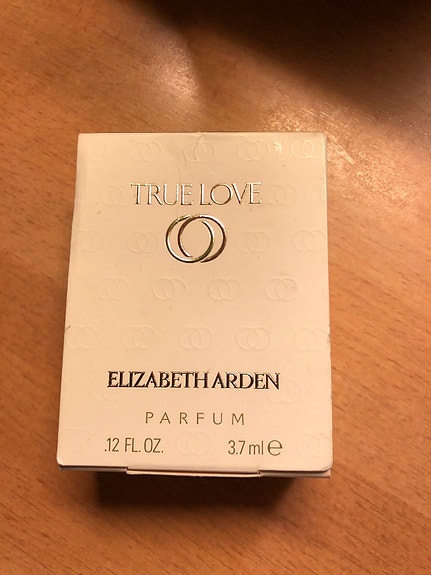 TRUE LOVE
ELIZABETH ARDEN
PARFUM
.12 FL. OZ. 3.7 ml ℮